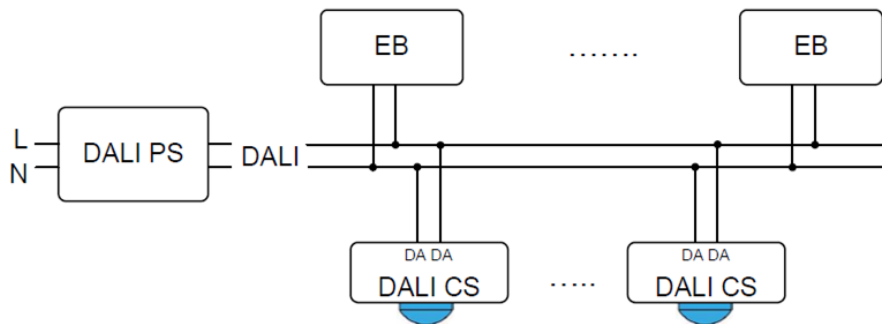 EB
.......
EB
L
N
DALI PS
DALI
DA DA
DALI CS
.....
DA DA
DALI CS